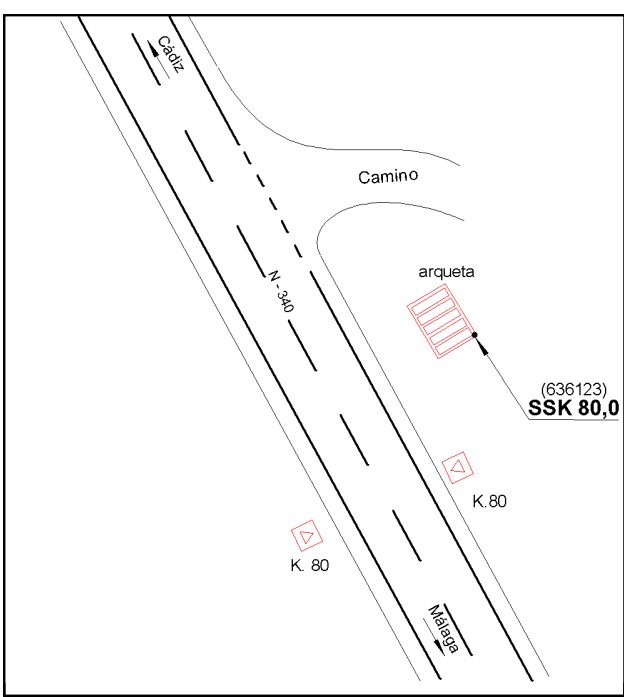 Cádiz
Camino
arqueta
N - 340
(636123)
SSK 80,0
K.80
K. 80
Málaga